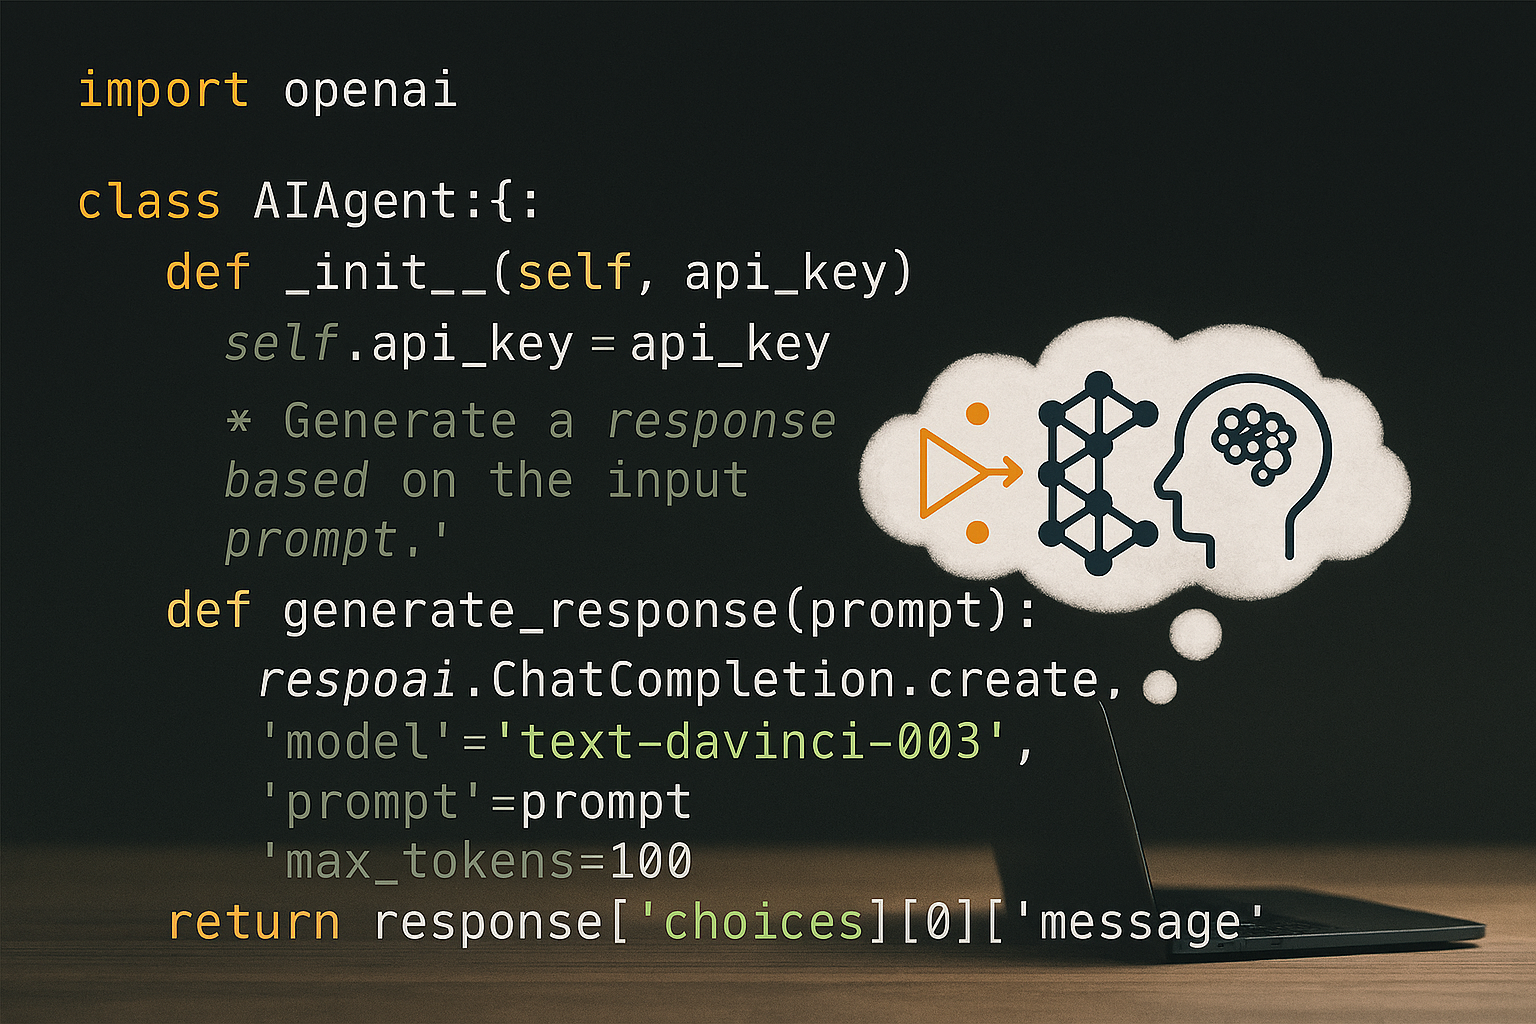 import openai
class AIAgent:{:
def _init__(self, api_key)
self.api_key = api_key
* Generate a response
based on the input
prompt.'
def generate_response(prompt):
respoai.ChatCompletion.create,
'model'='text-davinci-003',
'prompt'=prompt
'max_tokens=100
return response['choices][0]['message'